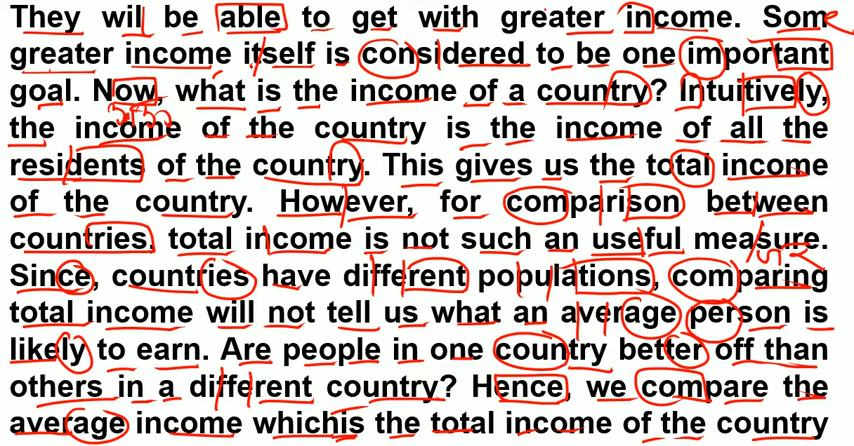 They wil be able to get with greater income. Some
greater income itself is considered to be one important
goal. Now, what is the income of a country? Intuitively,
the income of the country is the income of all the
residents of the country. This gives us the total income
of the country. However, for comparison between
countries, total income is not such an useful measure.
Since, countries have different populations, comparing
total income will not tell us what an average person is
likely to earn. Are people in one country better off than
others in a different country? Hence, we compare the
average income whichis the total income of the country